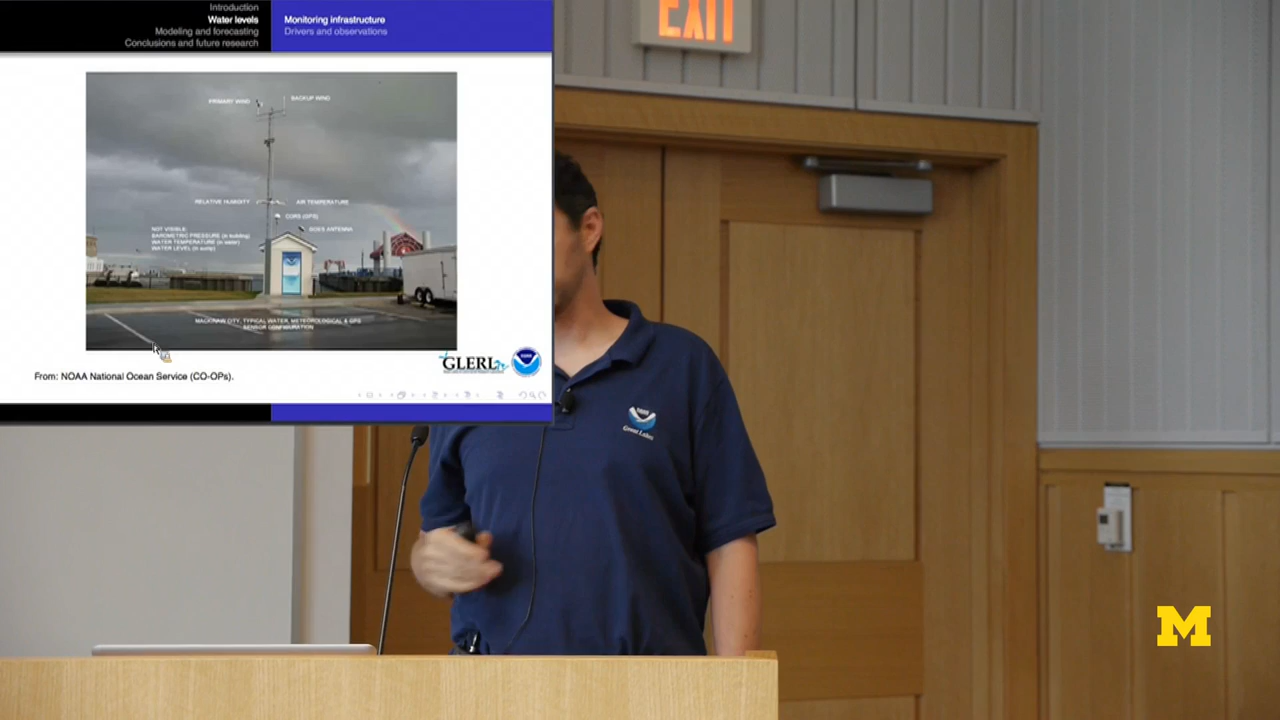 Introduction
Water levels
Modeling and forecasting
Conclusions and future research
Monitoring infrastructure
Drivers and observations
EXIT
PRIMARY WIND
BACKUP WIND
RELATIVE HUMIDITY
AIR TEMPERATURE
CORS (GPS)
GOES ANTENNA
NOT VISIBLE:
BAROMETRIC PRESSURE (in building)
WATER TEMPERATURE (in water)
WATER LEVEL (in sump)
MACKINAW CITY, TYPICAL WATER, METEOROLOGICAL & GPS
SENSOR CONFIGURATION
GLERL
From: NOAA National Ocean Service (CO-OPs).
Great Lakes
M